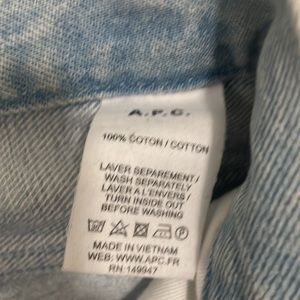 A.P.C.
100% COTON / COTTON
LAVER SEPAREMENT /
WASH SEPARATELY
LAVER A L'ENVERS /
TURN INSIDE OUT
BEFORE WASHING
MADE IN VIETNAM
WEB: WWW.APC.FR
RN:149947